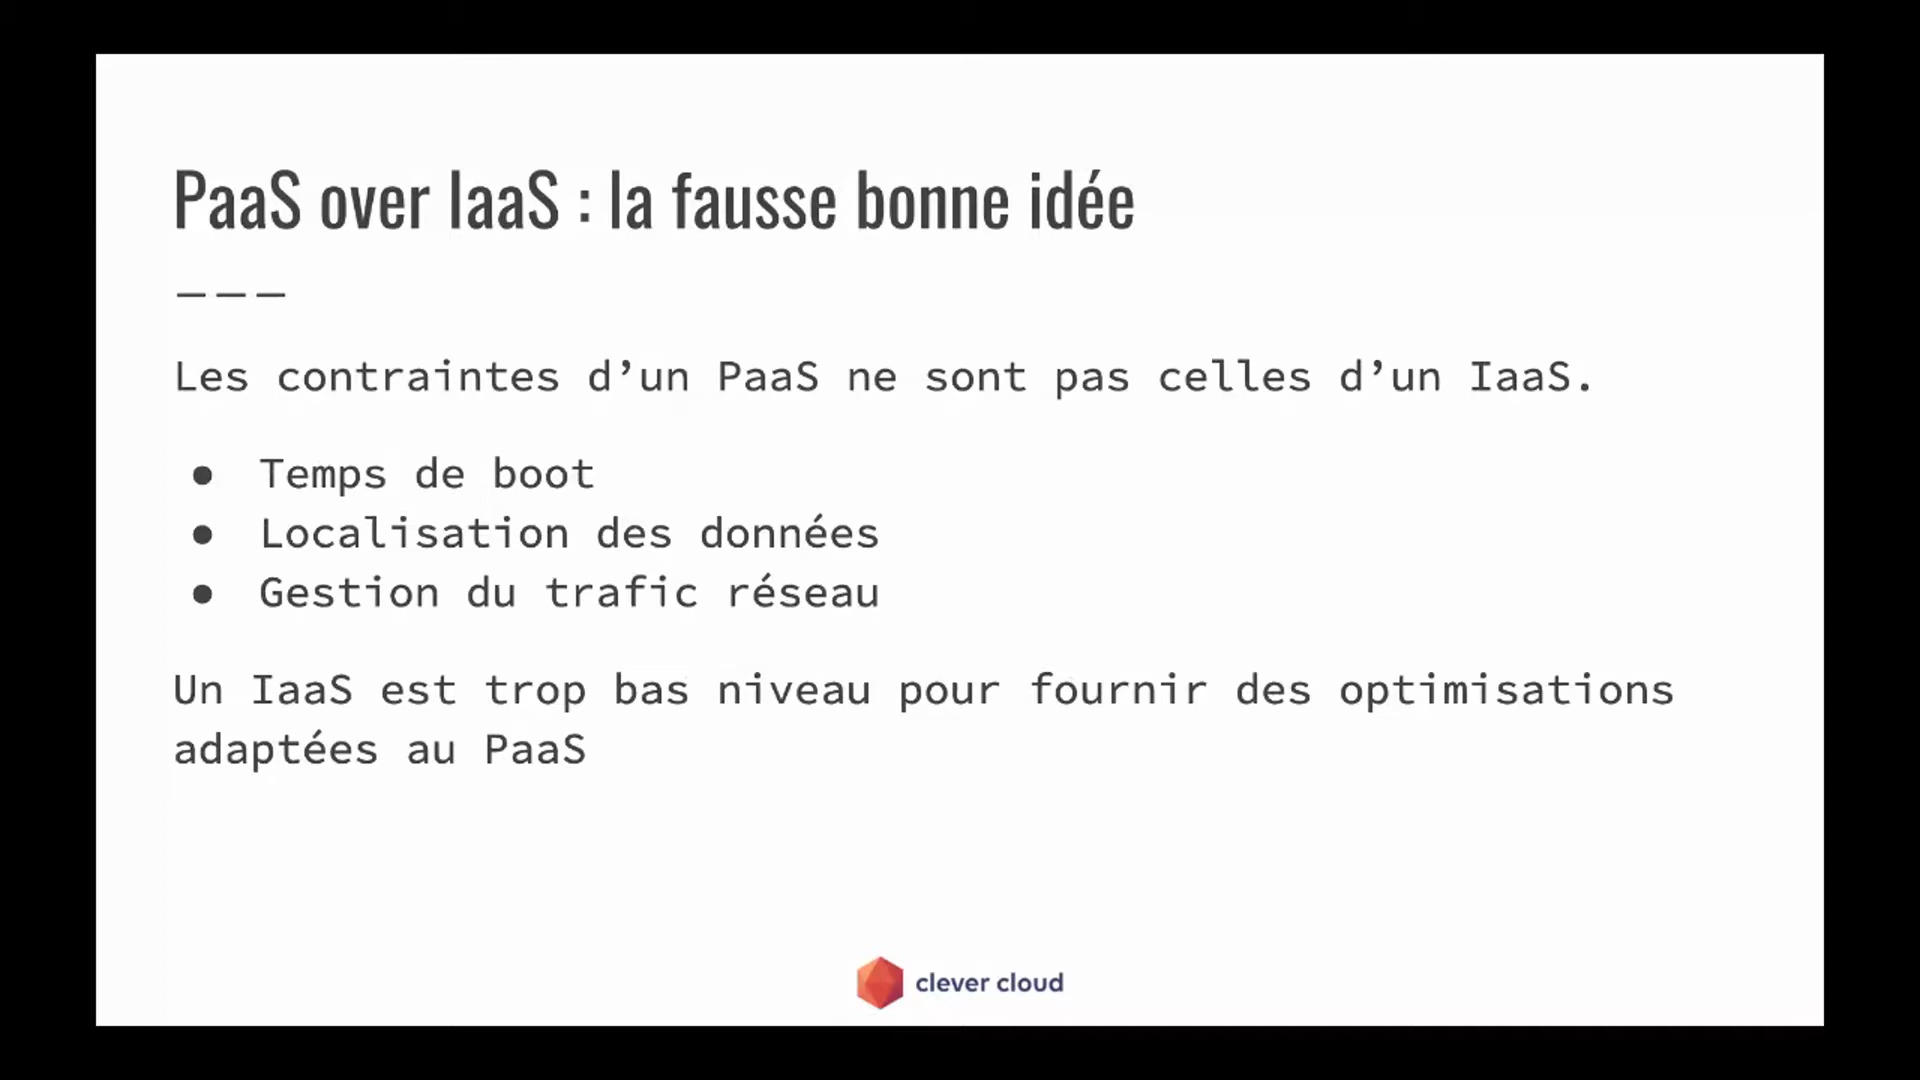 PaaS over IaaS : la fausse bonne idée
———
Les contraintes d’un PaaS ne sont pas celles d’un IaaS.
● Temps de boot
● Localisation des données
● Gestion du trafic réseau
Un IaaS est trop bas niveau pour fournir des optimisations
adaptées au PaaS
clever cloud